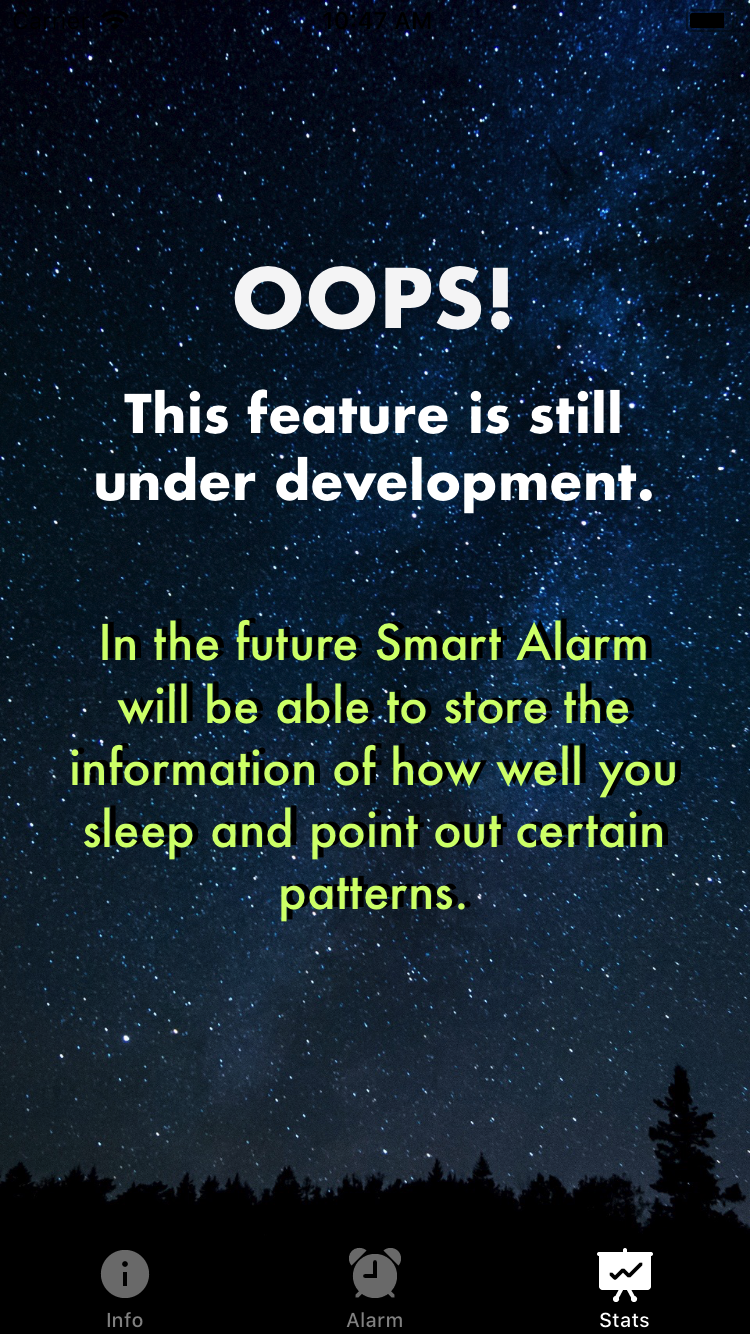 OOPS!
This feature is still
under development.
In the future Smart Alarm
will be able to store the
information of how well you
sleep and point out certain
patterns.
Info
Alarm
Stats